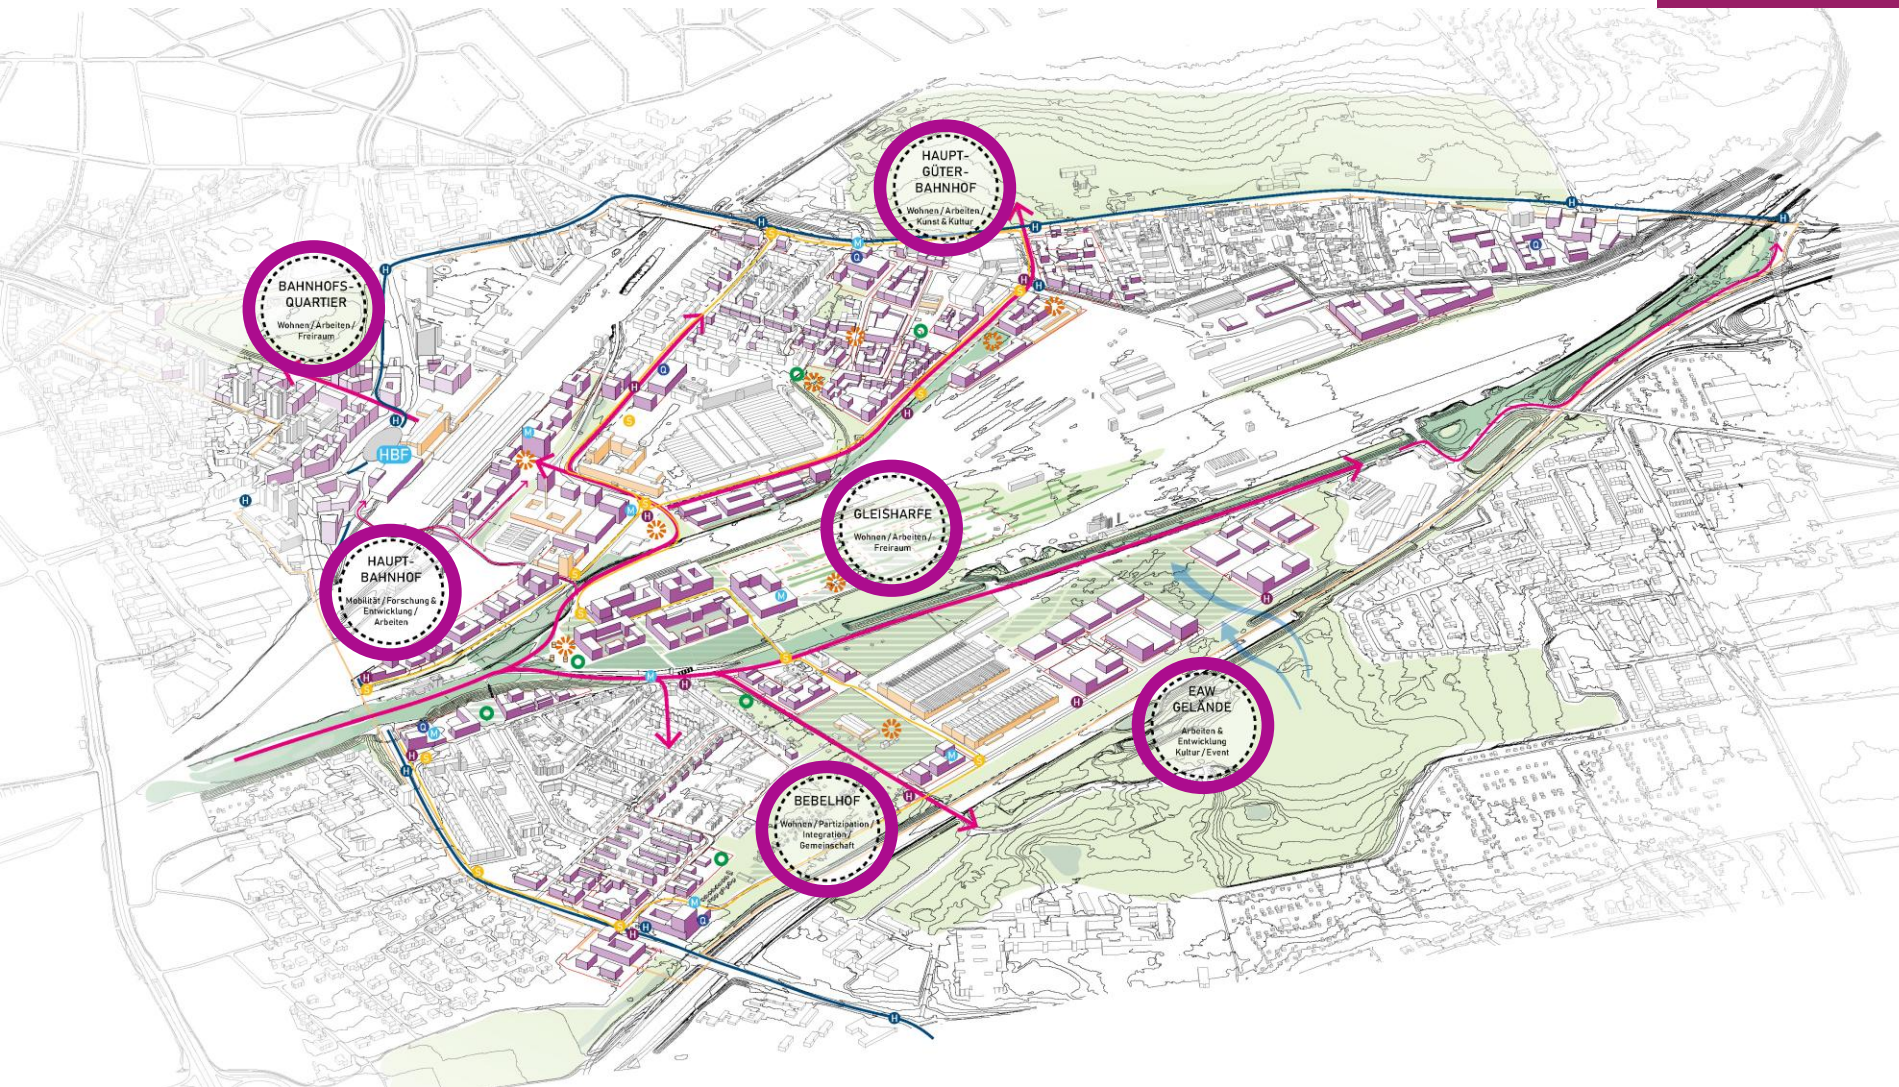 HAUPT-
GÜTER-
BAHNHOF
Wohnen / Arbeiten /
Kunst & Kultur
BAHNHOFS-
QUARTIER
Wohnen / Arbeiten /
Freiraum
HBF
GLEISHARFE
Wohnen / Arbeiten /
Freiraum
HAUPT-
BAHNHOF
Mobilität / Forschung &
Entwicklung /
Arbeiten
EAW
GELÄNDE
Arbeiten &
Entwicklung
Kultur / Event
BEBELHOF
Wohnen / Partizipation /
Integration /
Gemeinschaft